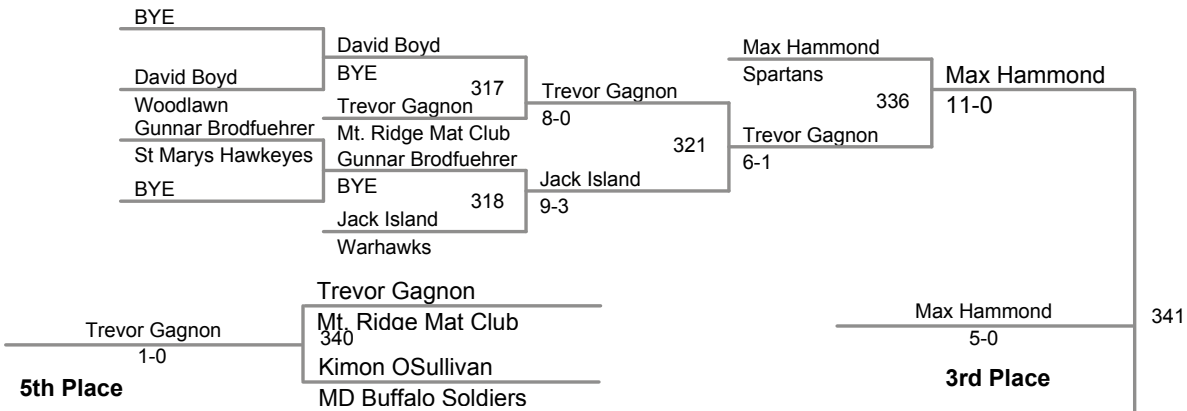 BYE
David Boyd
Woodlawn
Gunnar Brodfuehrer
St Marys Hawkeyes
BYE
David Boyd
BYE
317
Trevor Gagnon
Mt. Ridge Mat Club
Gunnar Brodfuehrer
BYE
318
Jack Island
Warhawks
Trevor Gagnon
8-0
321
Jack Island
9-3
Max Hammond
Spartans
336
Trevor Gagnon
6-1
Max Hammond
11-0
Trevor Gagnon
Mt. Ridge Mat Club
340
Kimon OSullivan
MD Buffalo Soldiers
Trevor Gagnon
1-0
5th Place
Max Hammond
5-0
3rd Place
341